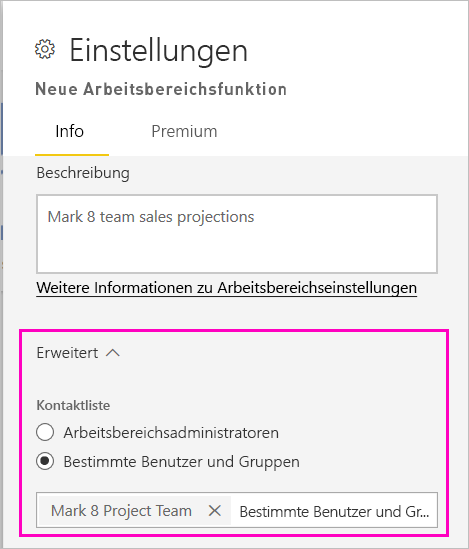 Einstellungen
Neue Arbeitsbereichsfunktion
Info Premium
Beschreibung
Mark 8 team sales projections
Weitere Informationen zu Arbeitsbereichseinstellungen
Erweitert
Kontaktliste
Arbeitsbereichsadministratoren
Bestimmte Benutzer und Gruppen
Mark 8 Project Team × Bestimmte Benutzer und Gr...